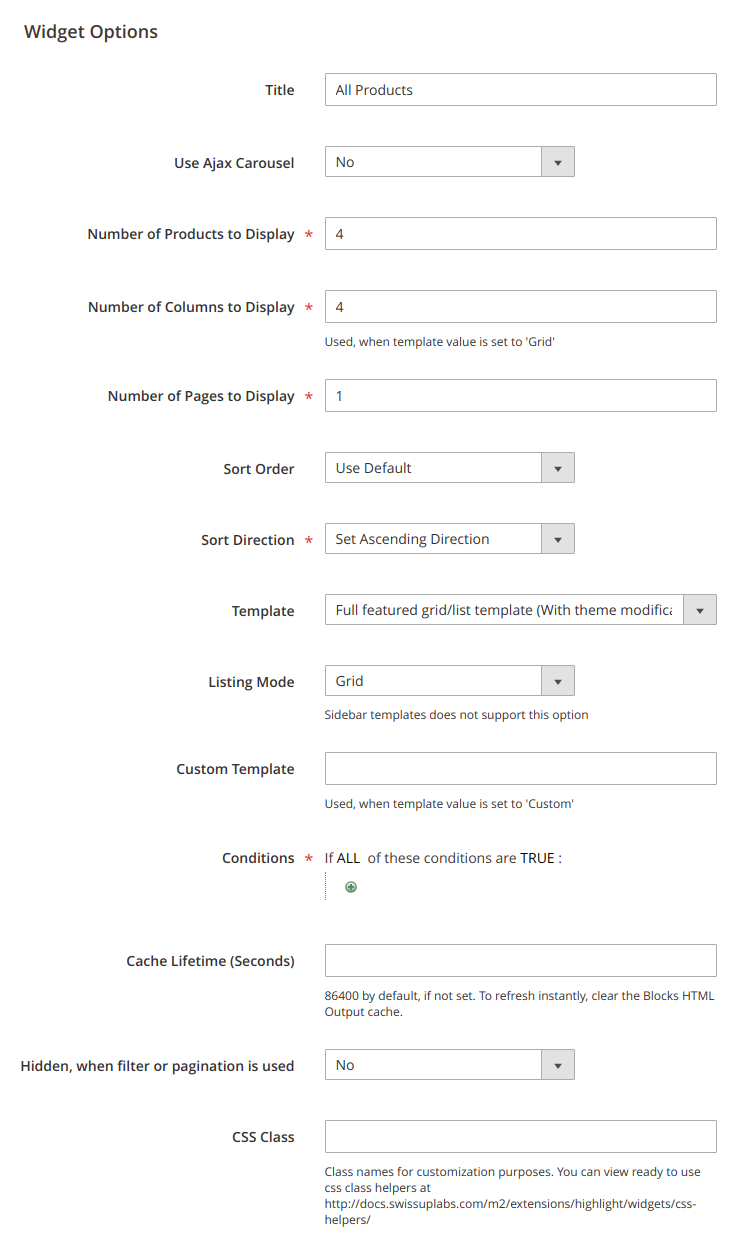 Widget Options
Title All Products
Use Ajax Carousel No
Number of Products to Display * 4
Number of Columns to Display * 4
Used, when template value is set to 'Grid'
Number of Pages to Display * 1
Sort Order Use Default
Sort Direction * Set Ascending Direction
Template Full featured grid/list template (With theme modifica
Listing Mode Grid
Sidebar templates does not support this option
Custom Template
Used, when template value is set to 'Custom'
Conditions * If ALL of these conditions are TRUE :
Cache Lifetime (Seconds)
86400 by default, if not set. To refresh instantly, clear the Blocks HTML
Output cache.
Hidden, when filter or pagination is used No
CSS Class
Class names for customization purposes. You can view ready to use
css class helpers at
http://docs.swissuplabs.com/m2/extensions/highlight/widgets/css-
helpers/